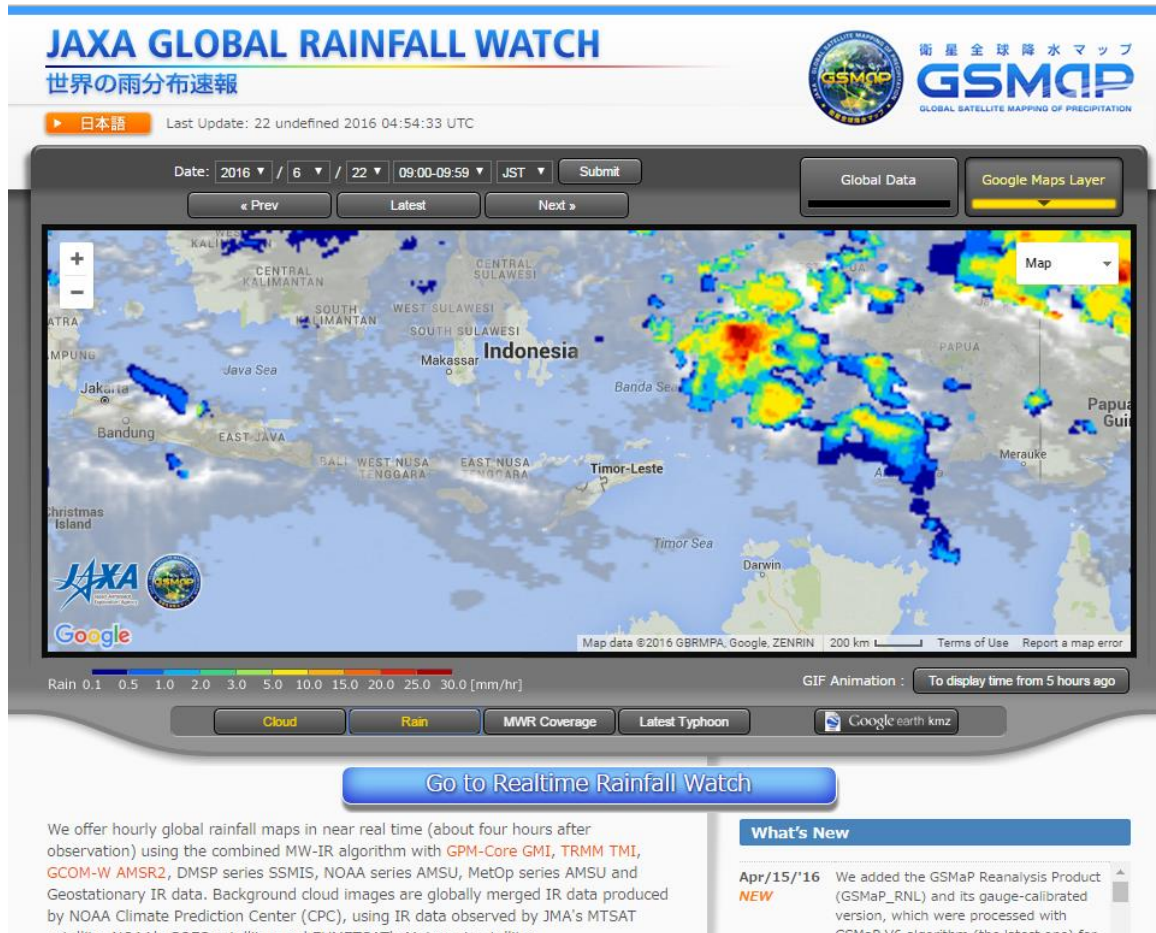 JAXA GLOBAL RAINFALL WATCH
世界の雨分布速報
衛星全球降水マップ
GSMaP
GLOBAL SATELLITE MAPPING OF PRECIPITATION
日本語 Last Update: 22 undefined 2016 04:54:33 UTC
Date: 2016 / 6 / 22 09:00-09:59 JST Submit
« Prev Latest Next »
Global Data Google Maps Layer
+
−
Map
KALIMANTAN
CENTRAL
KALIMANTAN
CENTRAL
SULAWESI
SOUTH
KALIMANTAN
WEST SULAWESI
SOUTH SULAWESI
Makassar
Indonesia
Java Sea
Jakarta
Bandung
EAST JAVA
BALI
WEST NUSA
TENGGARA
EAST NUSA
TENGGARA
Banda Sea
Timor-Leste
PAPUA
Papua
Merauke
Christmas
Island
Timor Sea
Darwin
JAXA
GSMaP
Google
Map data ©2016 GBRMPA, Google, ZENRIN 200 km Terms of Use Report a map error
Rain 0.1 0.5 1.0 2.0 3.0 5.0 10.0 15.0 20.0 25.0 30.0 [mm/hr]
GIF Animation : To display time from 5 hours ago
Cloud Rain MWR Coverage Latest Typhoon Google earth kmz
Go to Realtime Rainfall Watch
We offer hourly global rainfall maps in near real time (about four hours after
observation) using the combined MW-IR algorithm with GPM-Core GMI, TRMM TMI,
GCOM-W AMSR2, DMSP series SSMIS, NOAA series AMSU, MetOp series AMSU and
Geostationary IR data. Background cloud images are globally merged IR data produced
by NOAA Climate Prediction Center (CPC), using IR data observed by JMA's MTSAT
What's New
Apr/15/'16 We added the GSMaP Reanalysis Product
NEW (GSMaP_RNL) and its gauge-calibrated
version, which were processed with